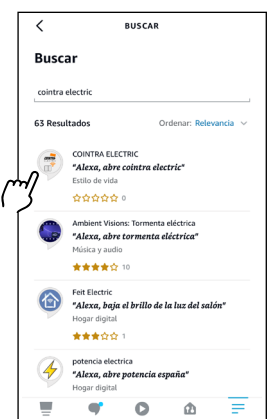 BUSCAR
Buscar
cointra electric
63 Resultados Ordenar: Relevancia
COINTRA ELECTRIC
"Alexa, abre cointra electric"
Estilo de vida
0
Ambient Visions: Tormenta eléctrica
"Alexa, abre tormenta eléctrica"
Música y audio
10
Feit Electric
"Alexa, baja el brillo de la luz del salón"
Hogar digital
1
potencia electrica
"Alexa, abre potencia españa"
Hogar digital